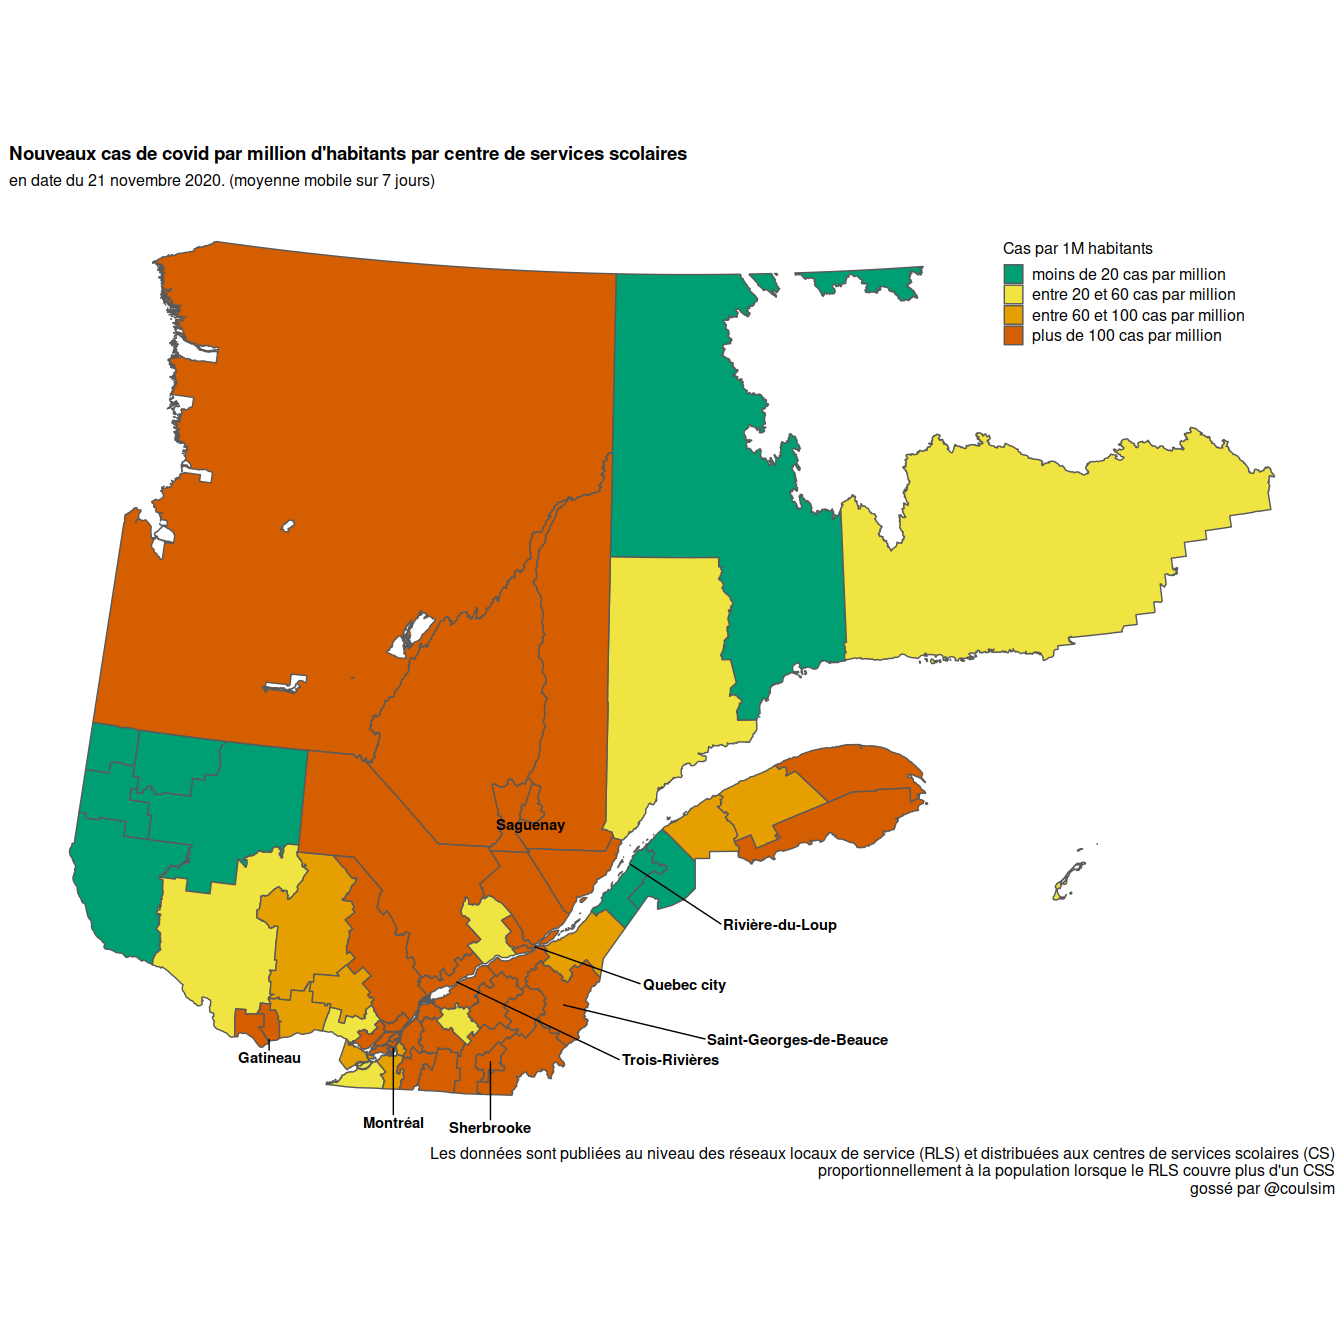 Nouveaux cas de covid par million d'habitants par centre de services scolaires
en date du 21 novembre 2020. (moyenne mobile sur 7 jours)
Cas par 1M habitants
moins de 20 cas par million
entre 20 et 60 cas par million
entre 60 et 100 cas par million
plus de 100 cas par million
Saguenay
Rivière-du-Loup
Quebec city
Saint-Georges-de-Beauce
Trois-Rivières
Gatineau
Montréal
Sherbrooke
Les données sont publiées au niveau des réseaux locaux de service (RLS) et distribuées aux centres de services scolaires (CS)
proportionnellement à la population lorsque le RLS couvre plus d'un CSS
gossé par @coulsim